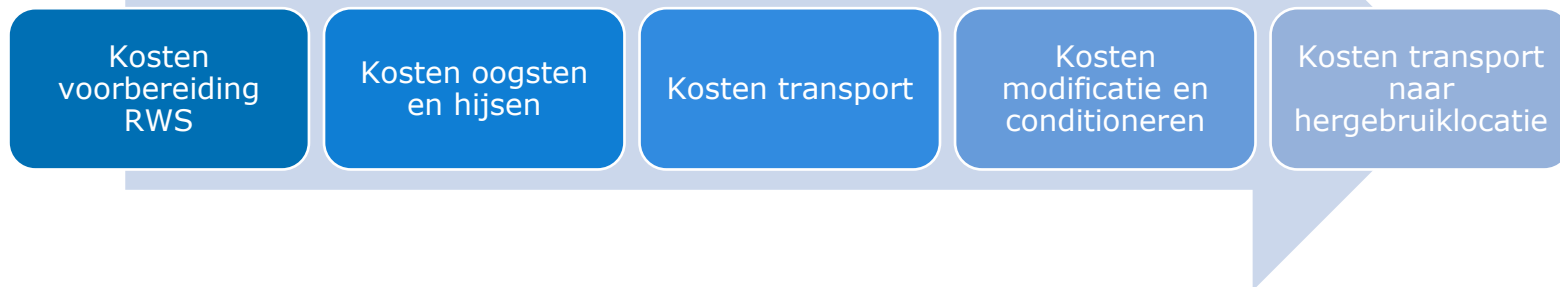 Kosten
voorbereiding
RWS
Kosten oogsten
en hijsen
Kosten transport
Kosten
modificatie en
conditioneren
Kosten transport
naar
hergebruiklocatie